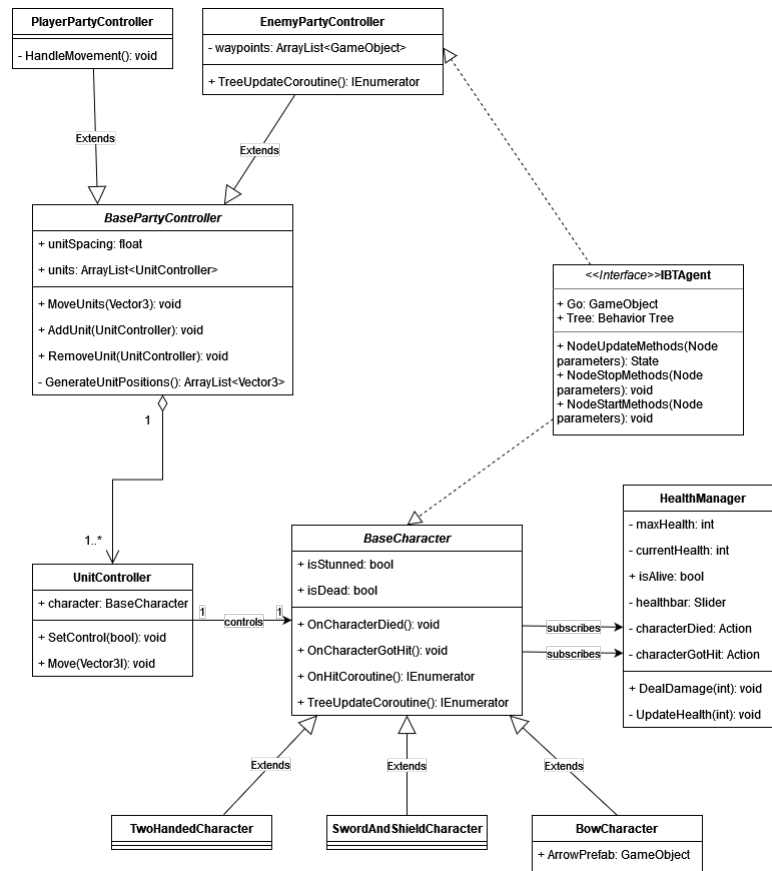 PlayerPartyController
- HandleMovement(): void
EnemyPartyController
- waypoints: ArrayList<GameObject>
+ TreeUpdateCoroutine(): IEnumerator
Extends
Extends
BasePartyController
+ unitSpacing: float
+ units: ArrayList<UnitController>
+ MoveUnits(Vector3): void
+ AddUnit(UnitController): void
+ RemoveUnit(UnitController): void
- GenerateUnitPositions(): ArrayList<Vector3>
<<Interface>>IBTAgent
+ Go: GameObject
+ Tree: Behavior Tree
+ NodeUpdateMethods(Node
parameters): State
+ NodeStopMethods(Node
parameters): void
+ NodeStartMethods(Node
parameters): void
1
1..*
UnitController
+ character: BaseCharacter
+ SetControl(bool): void
+ Move(Vector3I): void
1
controls
1
BaseCharacter
+ isStunned: bool
+ isDead: bool
+ OnCharacterDied(): void
+ OnCharacterGotHit(): void
+ OnHitCoroutine(): IEnumerator
+ TreeUpdateCoroutine(): IEnumerator
subscribes
subscribes
HealthManager
- maxHealth: int
- currentHealth: int
+ isAlive: bool
- healthbar: Slider
- characterDied: Action
- characterGotHit: Action
+ DealDamage(int): void
- UpdateHealth(int): void
Extends
Extends
Extends
TwoHandedCharacter
SwordAndShieldCharacter
BowCharacter
+ ArrowPrefab: GameObject